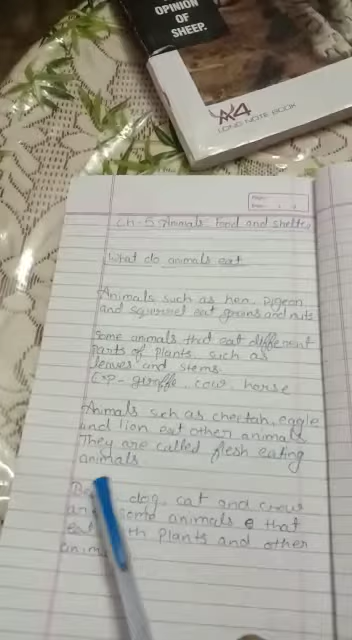 OPINION
OF
SHEEP.
LONG NOTE BOOK
Ch-5 Animals Food and shelter
What do animals eat
Animals such as hen, pigeon
and squirrel eat grains and nuts
Some animals that eat different
parts of plants such as
leaves and stems.
Exp- giraffe, cow, horse
Animals such as cheetah, eagle
and lion eat other animals
They are called flesh eating
animals.
dog, cat and crow
some animals that
plants and other